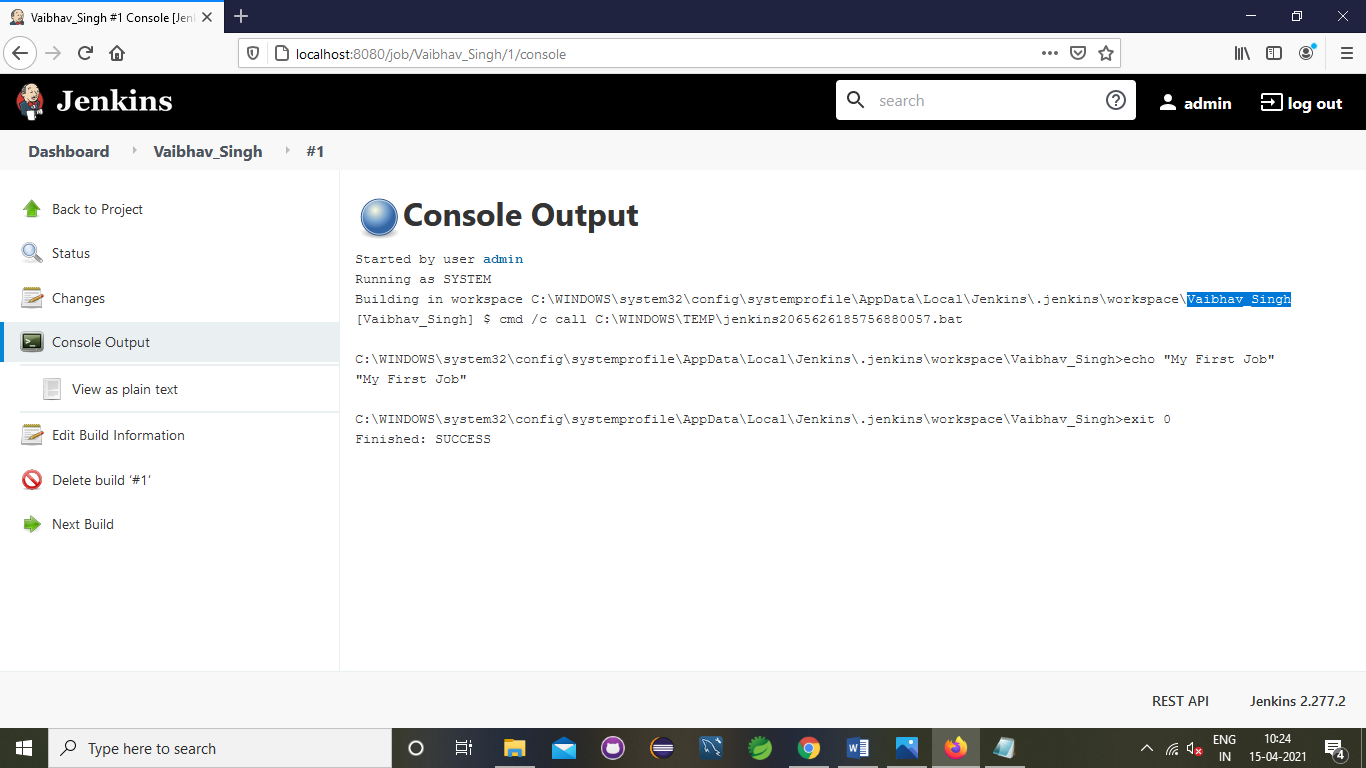 Vaibhav_Singh #1 Console [Jen
localhost:8080/job/Vaibhav_Singh/1/console
Jenkins
search
admin
log out
Dashboard
Vaibhav_Singh
#1
Back to Project
Status
Changes
Console Output
View as plain text
Edit Build Information
Delete build ‘#1’
Next Build
Console Output
Started by user admin
Running as SYSTEM
Building in workspace C:\WINDOWS\system32\config\systemprofile\AppData\Local\Jenkins\.jenkins\workspace\Vaibhav_Singh
[Vaibhav_Singh] $ cmd /c call C:\WINDOWS\TEMP\jenkins2065626185756880057.bat
C:\WINDOWS\system32\config\systemprofile\AppData\Local\Jenkins\.jenkins\workspace\Vaibhav_Singh>echo "My First Job"
"My First Job"
C:\WINDOWS\system32\config\systemprofile\AppData\Local\Jenkins\.jenkins\workspace\Vaibhav_Singh>exit 0
Finished: SUCCESS
REST API
Jenkins 2.277.2
Type here to search
ENG
IN
10:24
15-04-2021
4